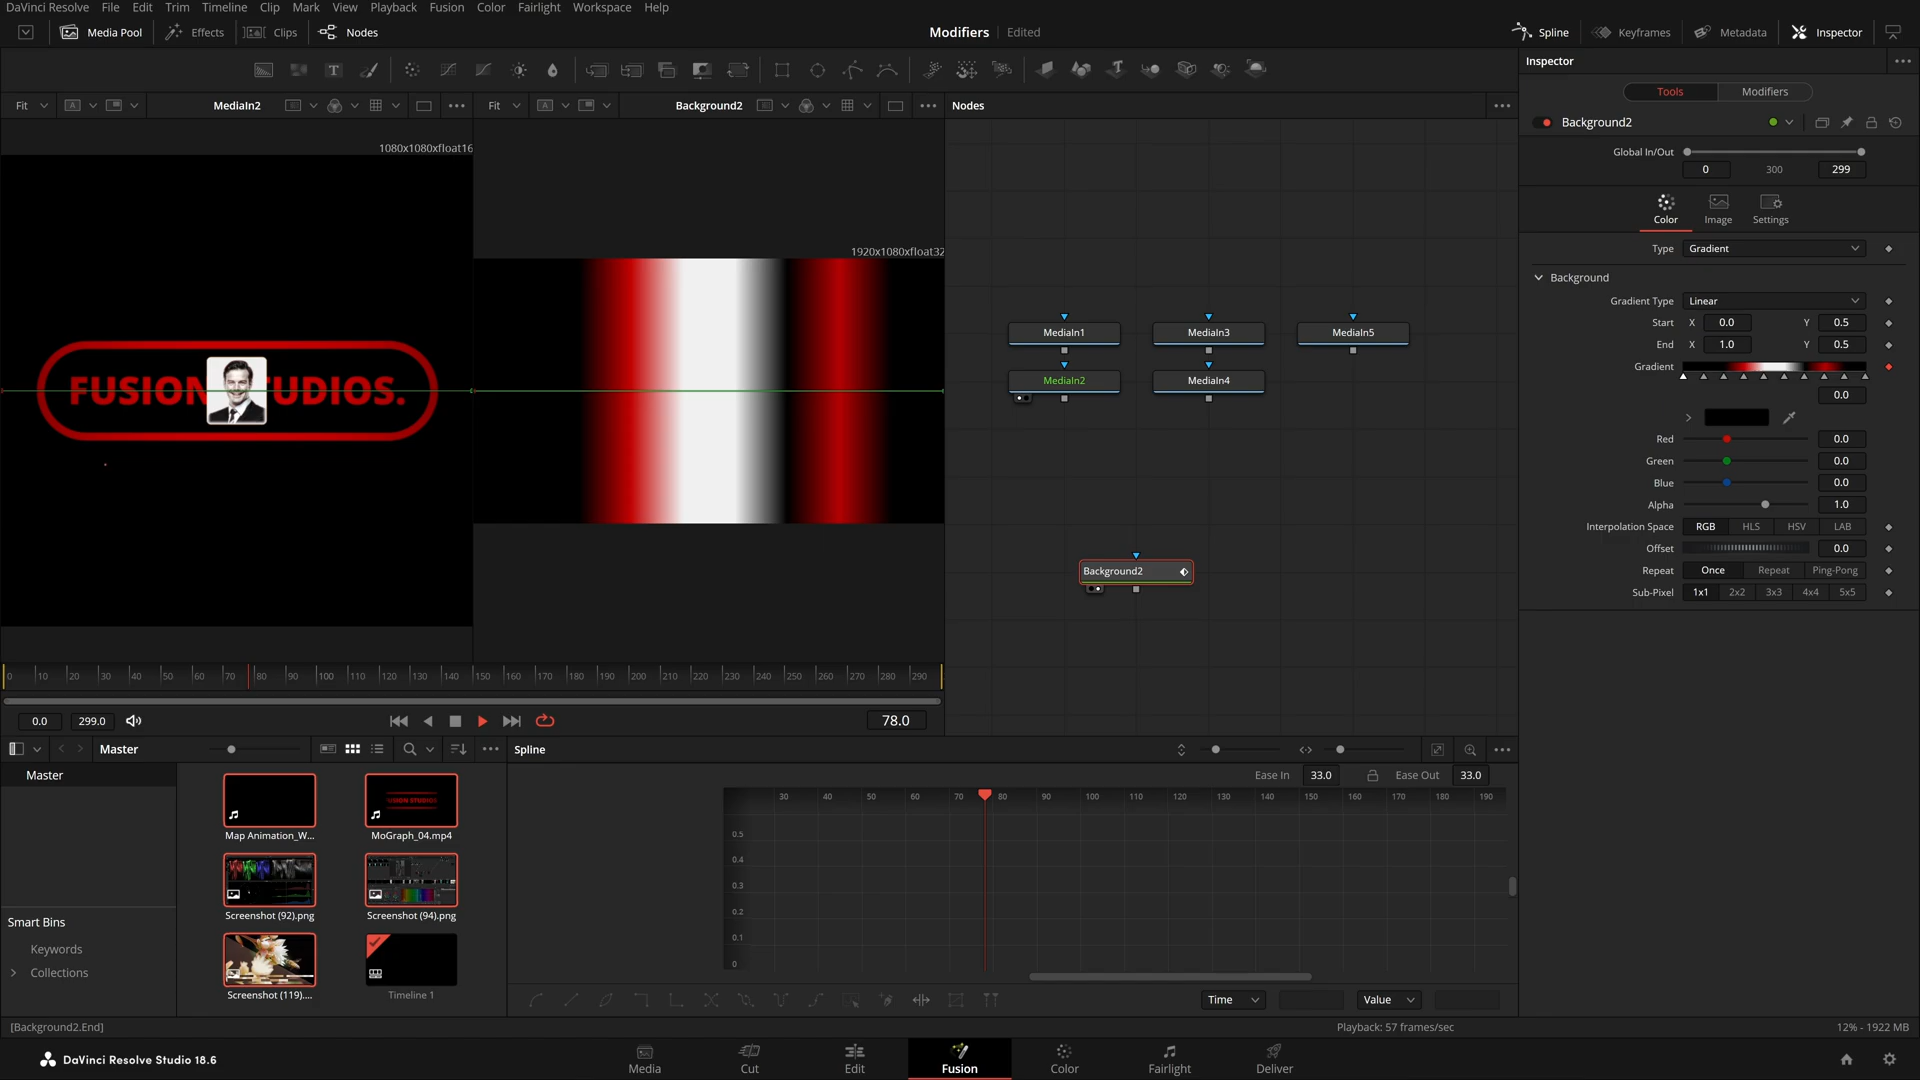 DaVinci Resolve File Edit Trim Timeline Clip Mark View Playback Fusion Color Fairlight Workspace Help
Media Pool Effects Clips Nodes Modifiers Edited Spline Keyframes Metadata Inspector
Inspector
Tools Modifiers
Fit MediaIn2 Fit Background2 Nodes
Background2
1080x1080xfloat16
1920x1080xfloat32
Global In/Out
0 300 299
Color Image Settings
Type Gradient
Background
Gradient Type Linear
Start X 0.0 Y 0.5
End X 1.0 Y 0.5
Gradient
0.0
Red 0.0
Green 0.0
Blue 0.0
Alpha 1.0
Interpolation Space RGB HLS HSV LAB
Offset 0.0
Repeat Once Repeat Ping-Pong
Sub-Pixel 1x1 2x2 3x3 4x4 5x5
FUSION TUDIOS.
MediaIn1 MediaIn3 MediaIn5
MediaIn2 MediaIn4
Background2
0 10 20 30 40 50 60 70 80 90 100 110 120 130 140 150 160 170 180 190 200 210 220 230 240 250 260 270 280 290
0.0 299.0 78.0
Master Spline
Master
Ease In 33.0 Ease Out 33.0
30 40 50 60 70 80 90 100 110 120 130 140 150 160 170 180 190
0.5
0.4
0.3
0.2
0.1
0
Map Animation_W... MoGraph_04.mp4
Screenshot (92).png Screenshot (94).png
Screenshot (119).... Timeline 1
Smart Bins
Keywords
Collections
Time Value
[Background2.End] Playback: 57 frames/sec 12% - 1922 MB
DaVinci Resolve Studio 18.6
Media Cut Edit Fusion Color Fairlight Deliver